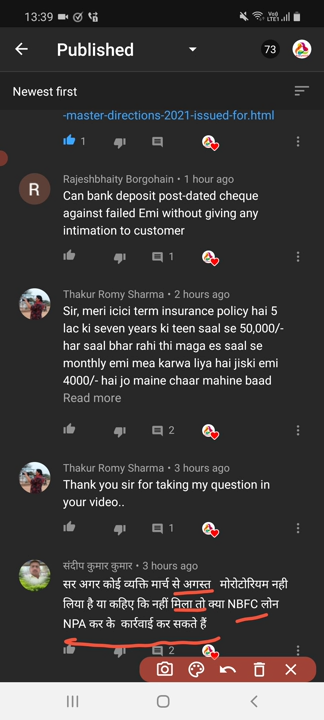 13:39
Vo))
LTE1
Published
73
Newest first
-master-directions-2021-issued-for.html
1
R
Rajeshbhaity Borgohain • 1 hour ago
Can bank deposit post-dated cheque
against failed Emi without giving any
intimation to customer
1
Thakur Romy Sharma • 2 hours ago
Sir, meri icici term insurance policy hai 5
lac ki seven years ki teen saal se 50,000/-
har saal bhar rahi thi maga es saal se
monthly emi mea karwa liya hai jiski emi
4000/- hai jo maine chaar mahine baad
Read more
2
Thakur Romy Sharma • 3 hours ago
Thank you sir for taking my question in
your video..
1
संदीप कुमार कुमार • 3 hours ago
सर अगर कोई व्यक्ति मार्च से अगस्त मोरोटोरियम नही
लिया है या कहिए कि नहीं मिला तो क्या NBFC लोन
NPA कर के कार्रवाई कर सकते हैं
2